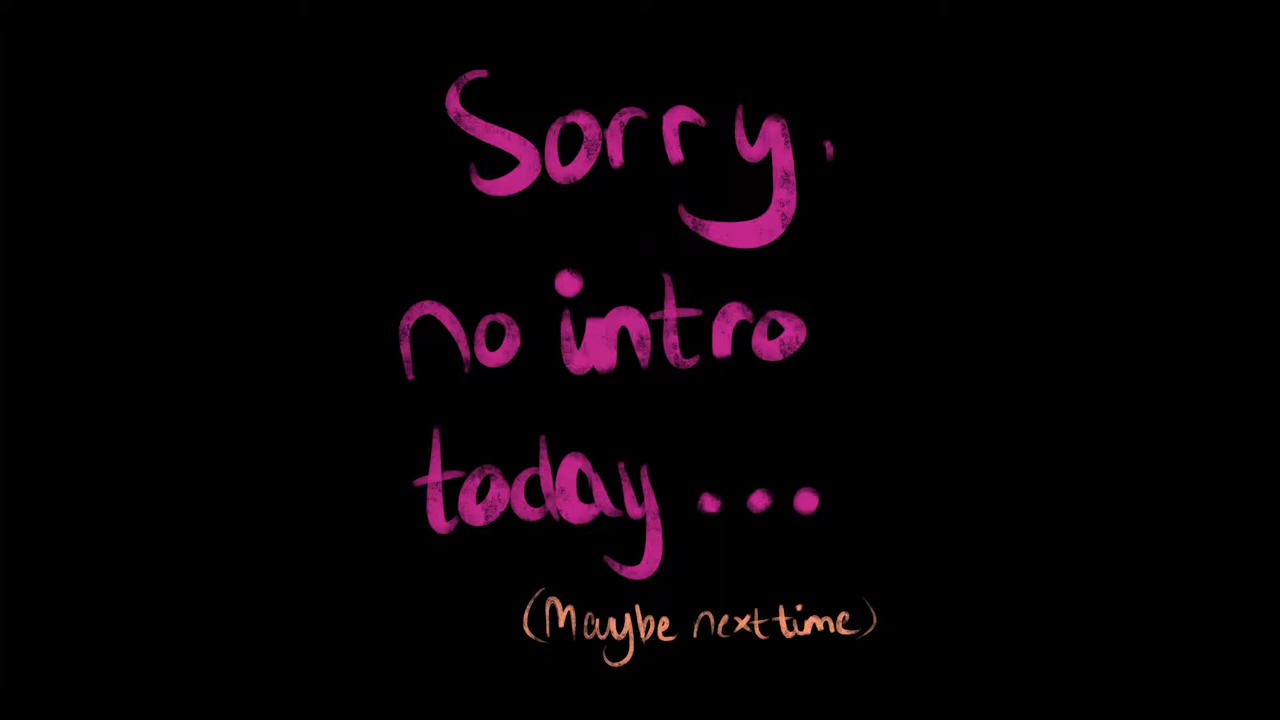 Sorry,
no intro
today...
(Maybe next time)